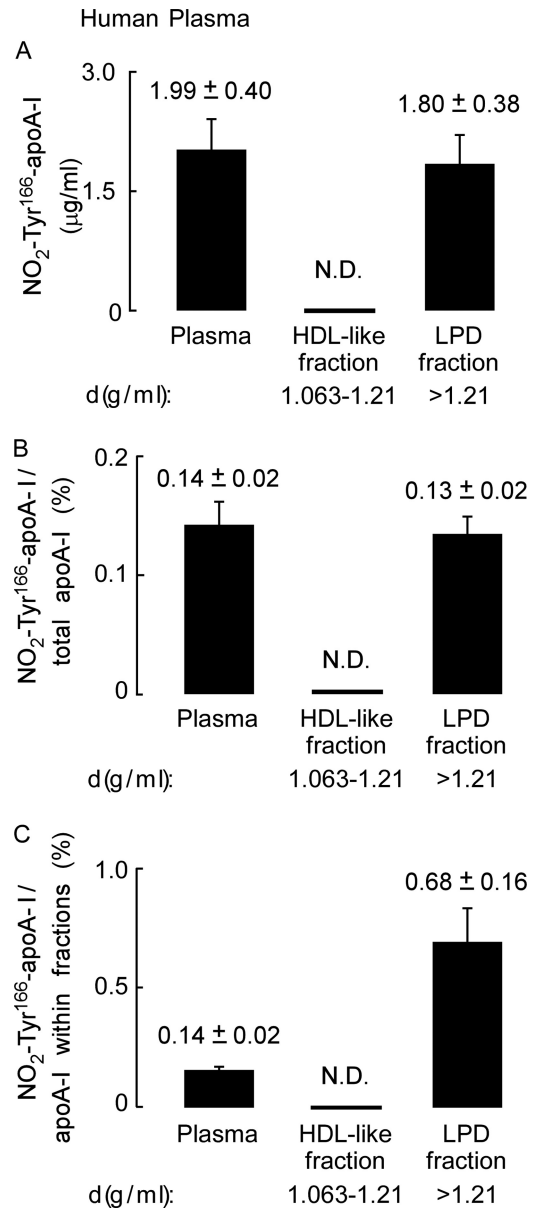 Human Plasma
A
NO2-Tyr166-apoA-I
(µg/ml)
3.0
1.5
0
1.99 ± 0.40
N.D.
1.80 ± 0.38
Plasma
HDL-like
fraction
LPD
fraction
d(g/ml):
1.063-1.21
>1.21
B
NO2-Tyr166-apoA-I /
total apoA-I (%)
0.2
0.1
0
0.14 ± 0.02
N.D.
0.13 ± 0.02
Plasma
HDL-like
fraction
LPD
fraction
d(g/ml):
1.063-1.21
>1.21
C
NO2-Tyr166-apoA-I /
apoA-I within fractions (%)
1.0
0.5
0
0.14 ± 0.02
N.D.
0.68 ± 0.16
Plasma
HDL-like
fraction
LPD
fraction
d(g/ml):
1.063-1.21
>1.21